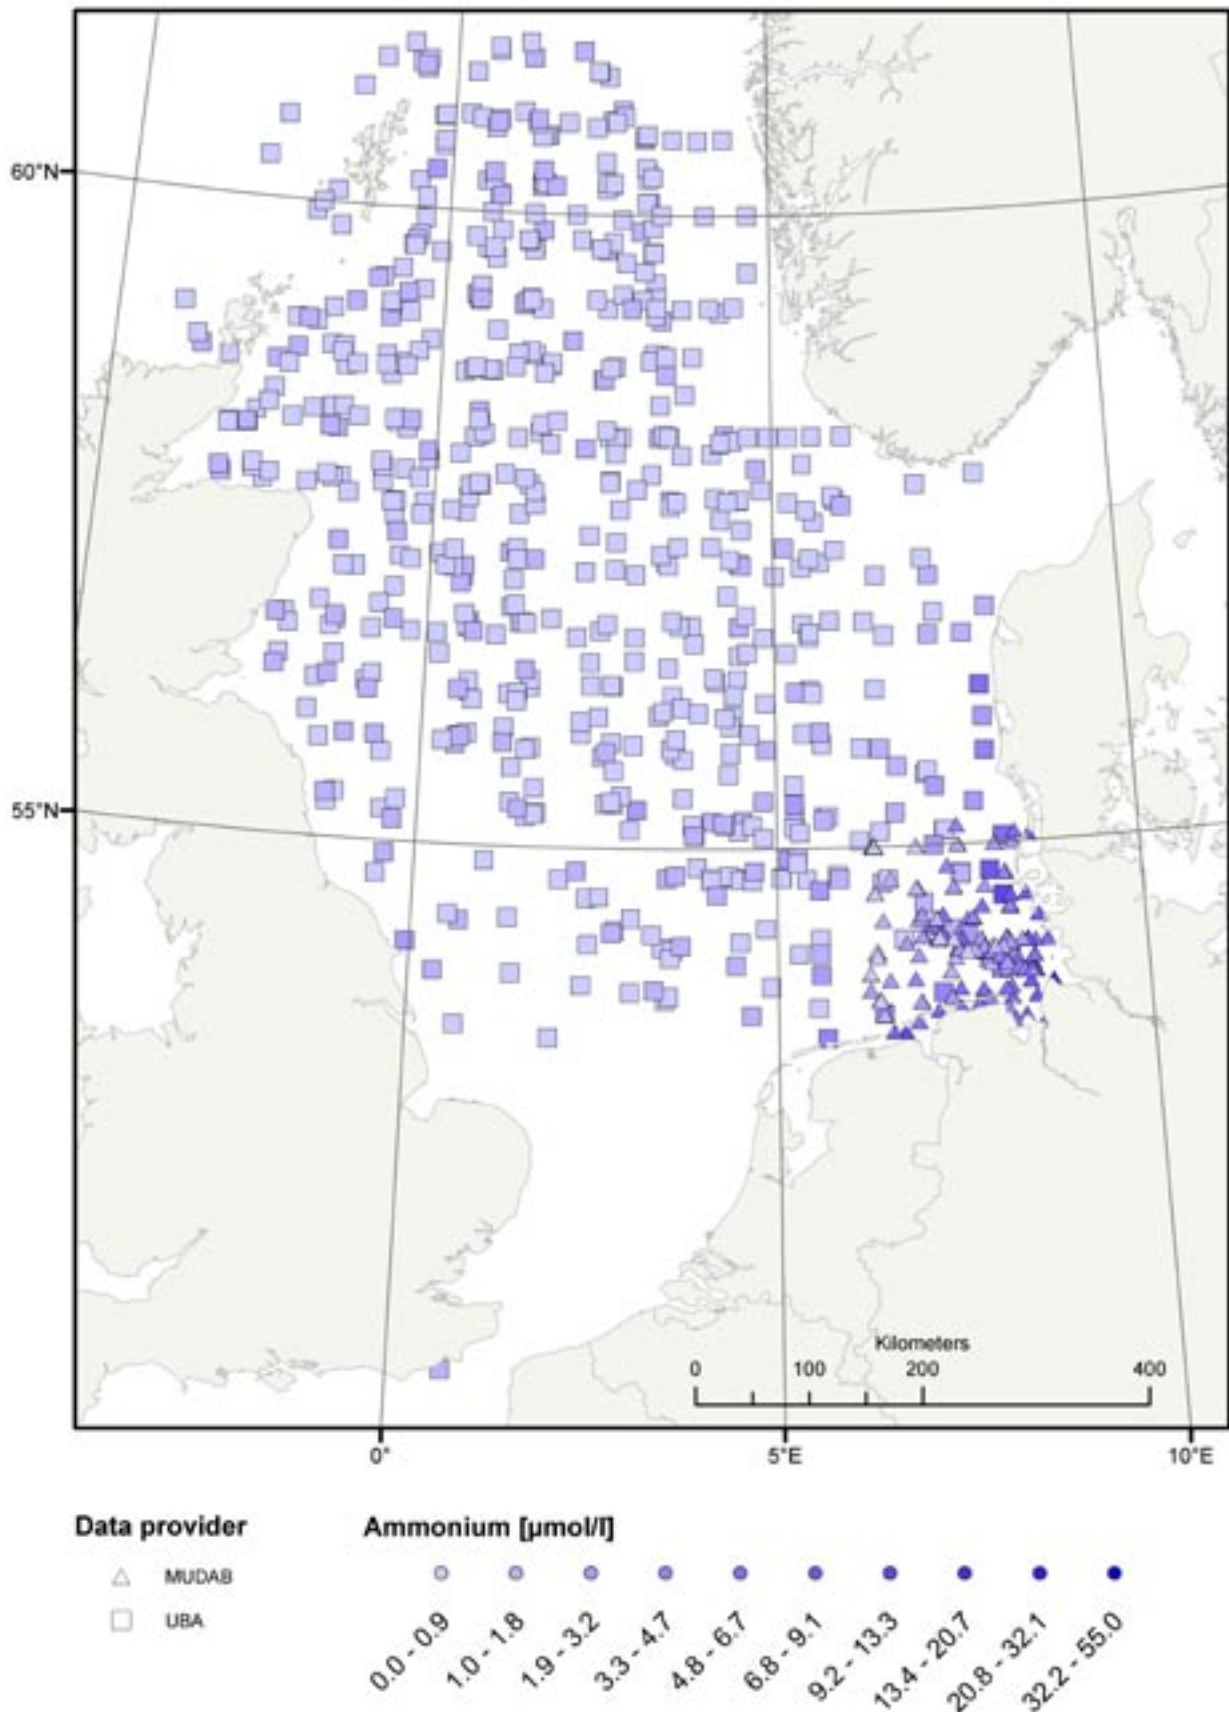 60°N
55°N
Kilometers
0 100 200 400
0° 5°E 10°E
Data provider
MUDAB
UBA
Ammonium [µmol/l]
0.0 - 0.9
1.0 - 1.8
1.9 - 3.2
3.3 - 4.7
4.8 - 6.7
6.8 - 9.1
9.2 - 13.3
13.4 - 20.7
20.8 - 32.1
32.2 - 55.0